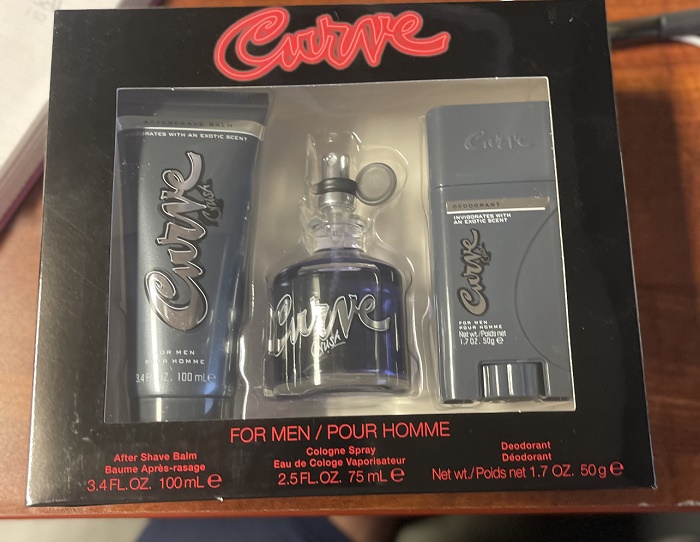 Curve
AFTERSHAVE BALM
ORATES WITH AN EXOTIC SCENT
Curve
CRUSH
FOR MEN
POUR HOMME
3.4 FL. OZ. 100 mL e
Curve
CRUSH
Curve
DEODORANT
INVIGORATES WITH
AN EXOTIC SCENT
Curve
CRUSH
FOR MEN
POUR HOMME
Net wt./Poids net
1.7 OZ. 50g e
FOR MEN / POUR HOMME
After Shave Balm
Baume Après-rasage
3.4 FL.OZ. 100 mL e
Cologne Spray
Eau de Cologne Vaporisateur
2.5 FL.OZ. 75 mL e
Deodorant
Déodorant
Net wt./Poids net 1.7 OZ. 50 g e